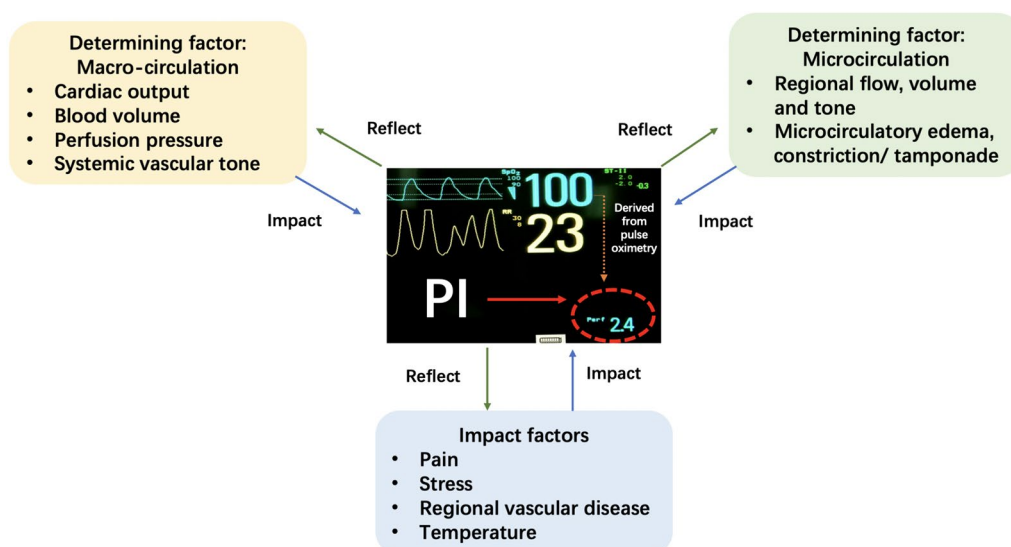 Determining factor:
Macro-circulation
• Cardiac output
• Blood volume
• Perfusion pressure
• Systemic vascular tone
Determining factor:
Microcirculation
• Regional flow, volume
and tone
• Microcirculatory edema,
constriction/ tamponade
Reflect
Reflect
Impact
Impact
SpO₂
100
90
100
ST-II
2.0
-2.0
-0.3
RR
30
23
Derived
from
pulse
oximetry
PI
Perf 2.4
Reflect
Impact
Impact factors
• Pain
• Stress
• Regional vascular disease
• Temperature